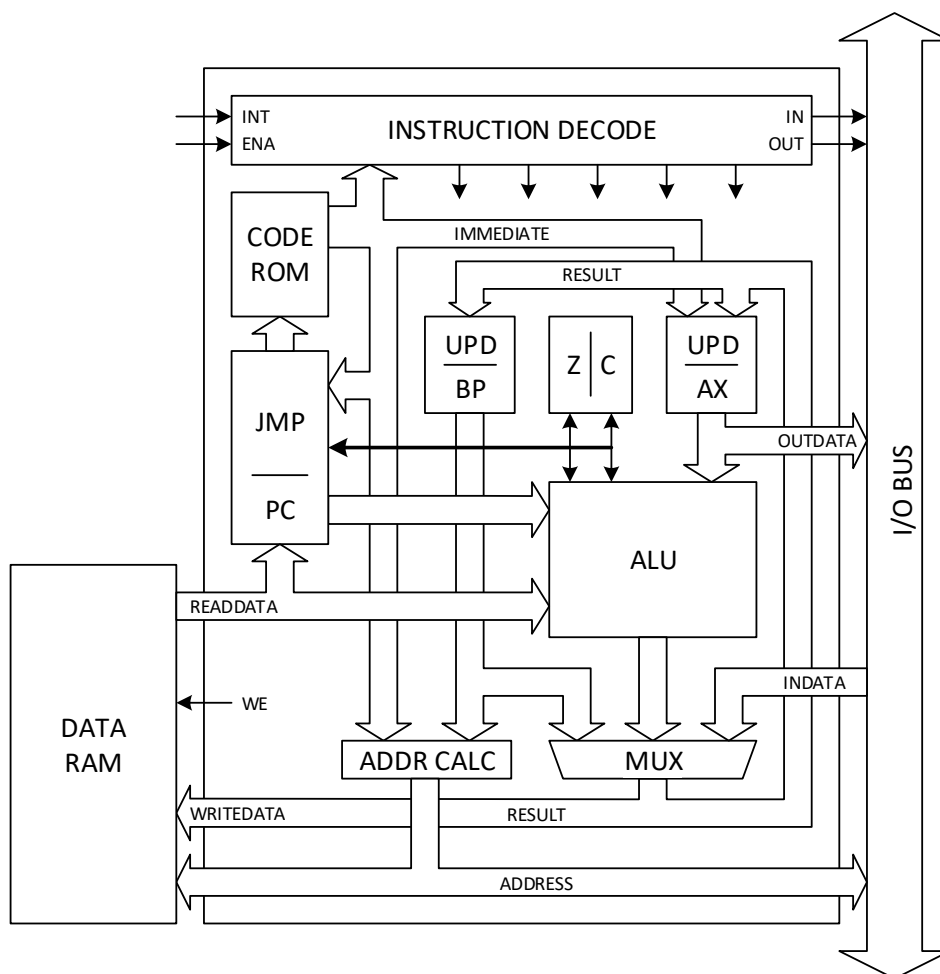 INT
IN
INSTRUCTION DECODE
ENA
OUT
CODE
ROM
IMMEDIATE
RESULT
UPD
BP
Z
C
UPD
AX
JMP
PC
OUTDATA
I/O BUS
ALU
READDATA
INDATA
WE
DATA
RAM
ADDR CALC
MUX
WRITEDATA
RESULT
ADDRESS